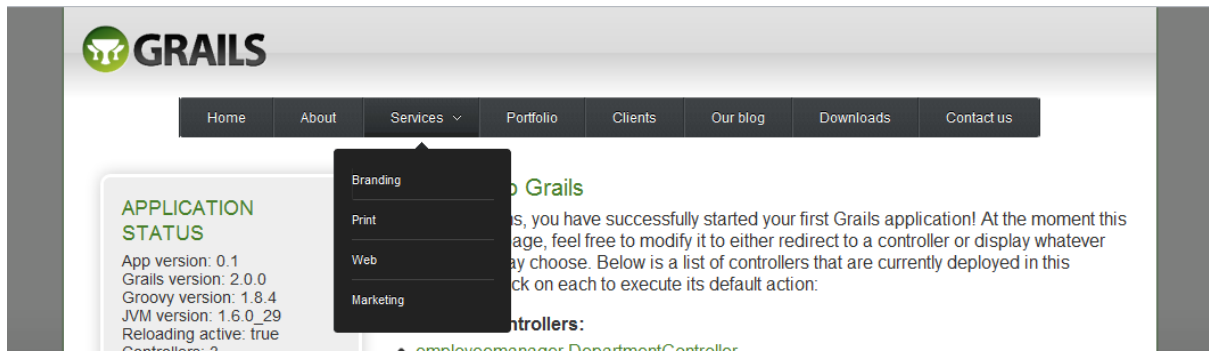 GRAILS
Home About Services Portfolio Clients Our blog Downloads Contact us
Branding
Print
Web
Marketing
APPLICATION
STATUS
App version: 0.1
Grails version: 2.0.0
Groovy version: 1.8.4
JVM version: 1.6.0_29
Reloading active: true
Controllers: 3
Grails
you have successfully started your first Grails application! At the moment this
feel free to modify it to either redirect to a controller or display whatever
choose. Below is a list of controllers that are currently deployed in this
on each to execute its default action:
employeemanager.DepartmentController